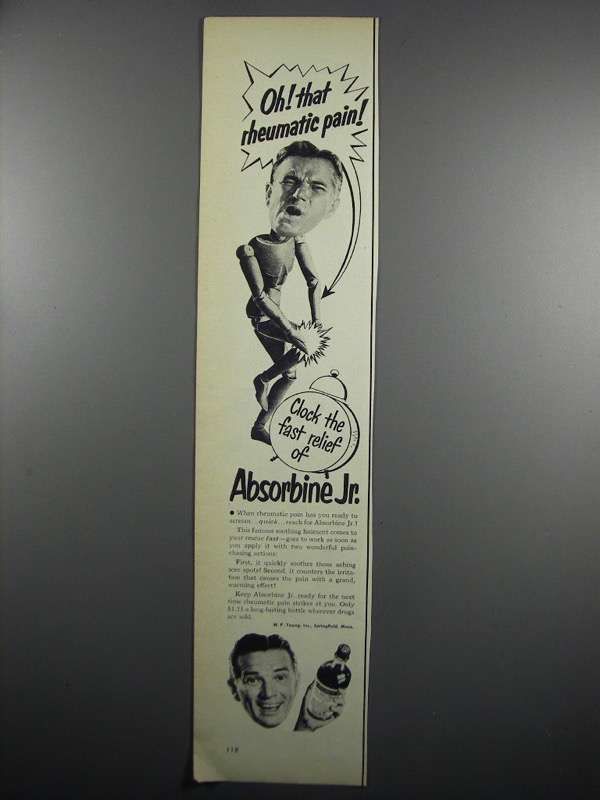 Oh! that
rheumatic pain!
Clock the
fast relief
of
Absorbine Jr.
• When rheumatic pain has you ready to
scream...quick...reach for Absorbine Jr.!
This famous soothing liniment comes to
your rescue fast—goes to work as soon as
you apply it with two wonderful pain-
chasing actions:
First, it quickly soothes those aching
sore spots! Second, it counters the irrita-
tion that causes the pain with a grand,
warming effect!
Keep Absorbine Jr. ready for the next
time rheumatic pain strikes at you. Only
$1.25 a long-lasting bottle wherever drugs
are sold.
W. F. Young, Inc., Springfield, Mass.
118